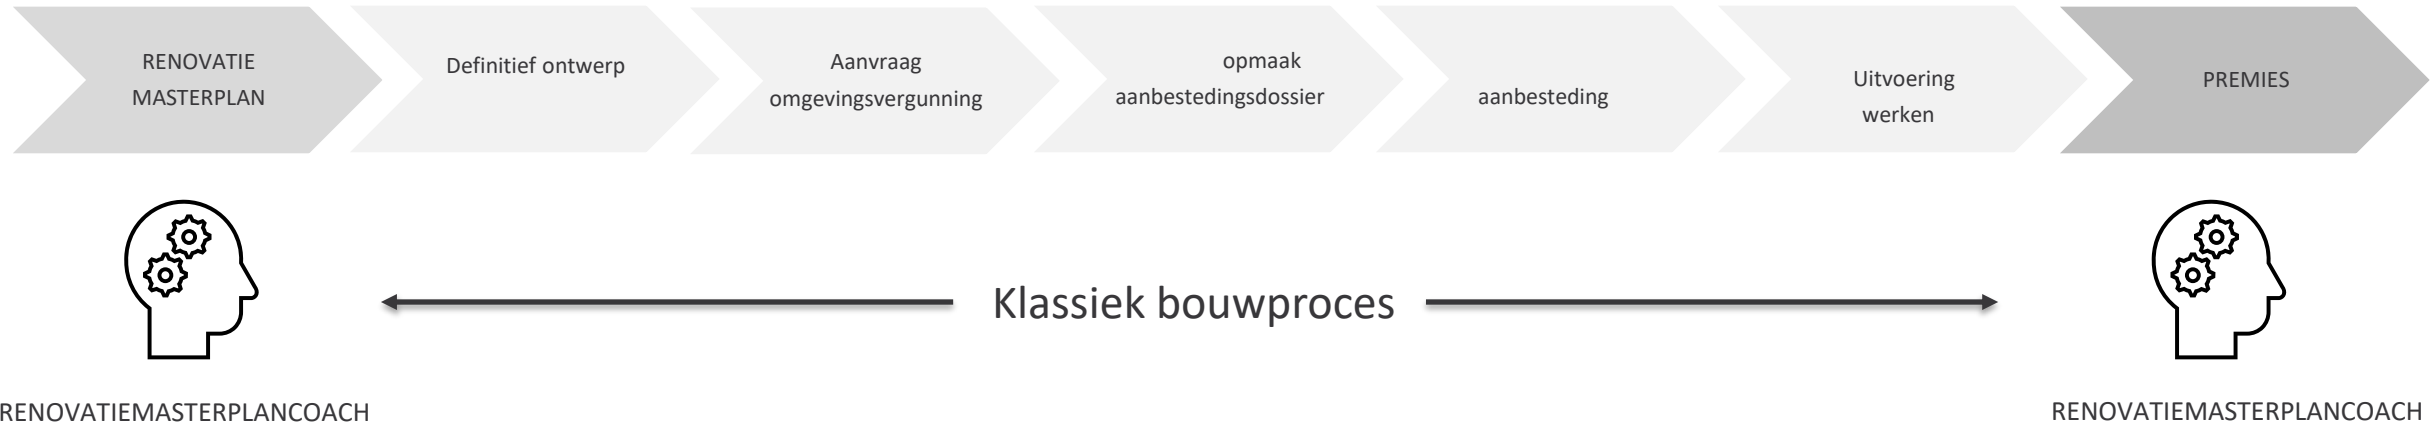 RENOVATIE
MASTERPLAN
Definitief ontwerp
Aanvraag
omgevingsvergunning
opmaak
aanbestedingsdossier
aanbesteding
Uitvoering
werken
PREMIES
Klassiek bouwproces
RENOVATIEMASTERPLANCOACH
RENOVATIEMASTERPLANCOACH